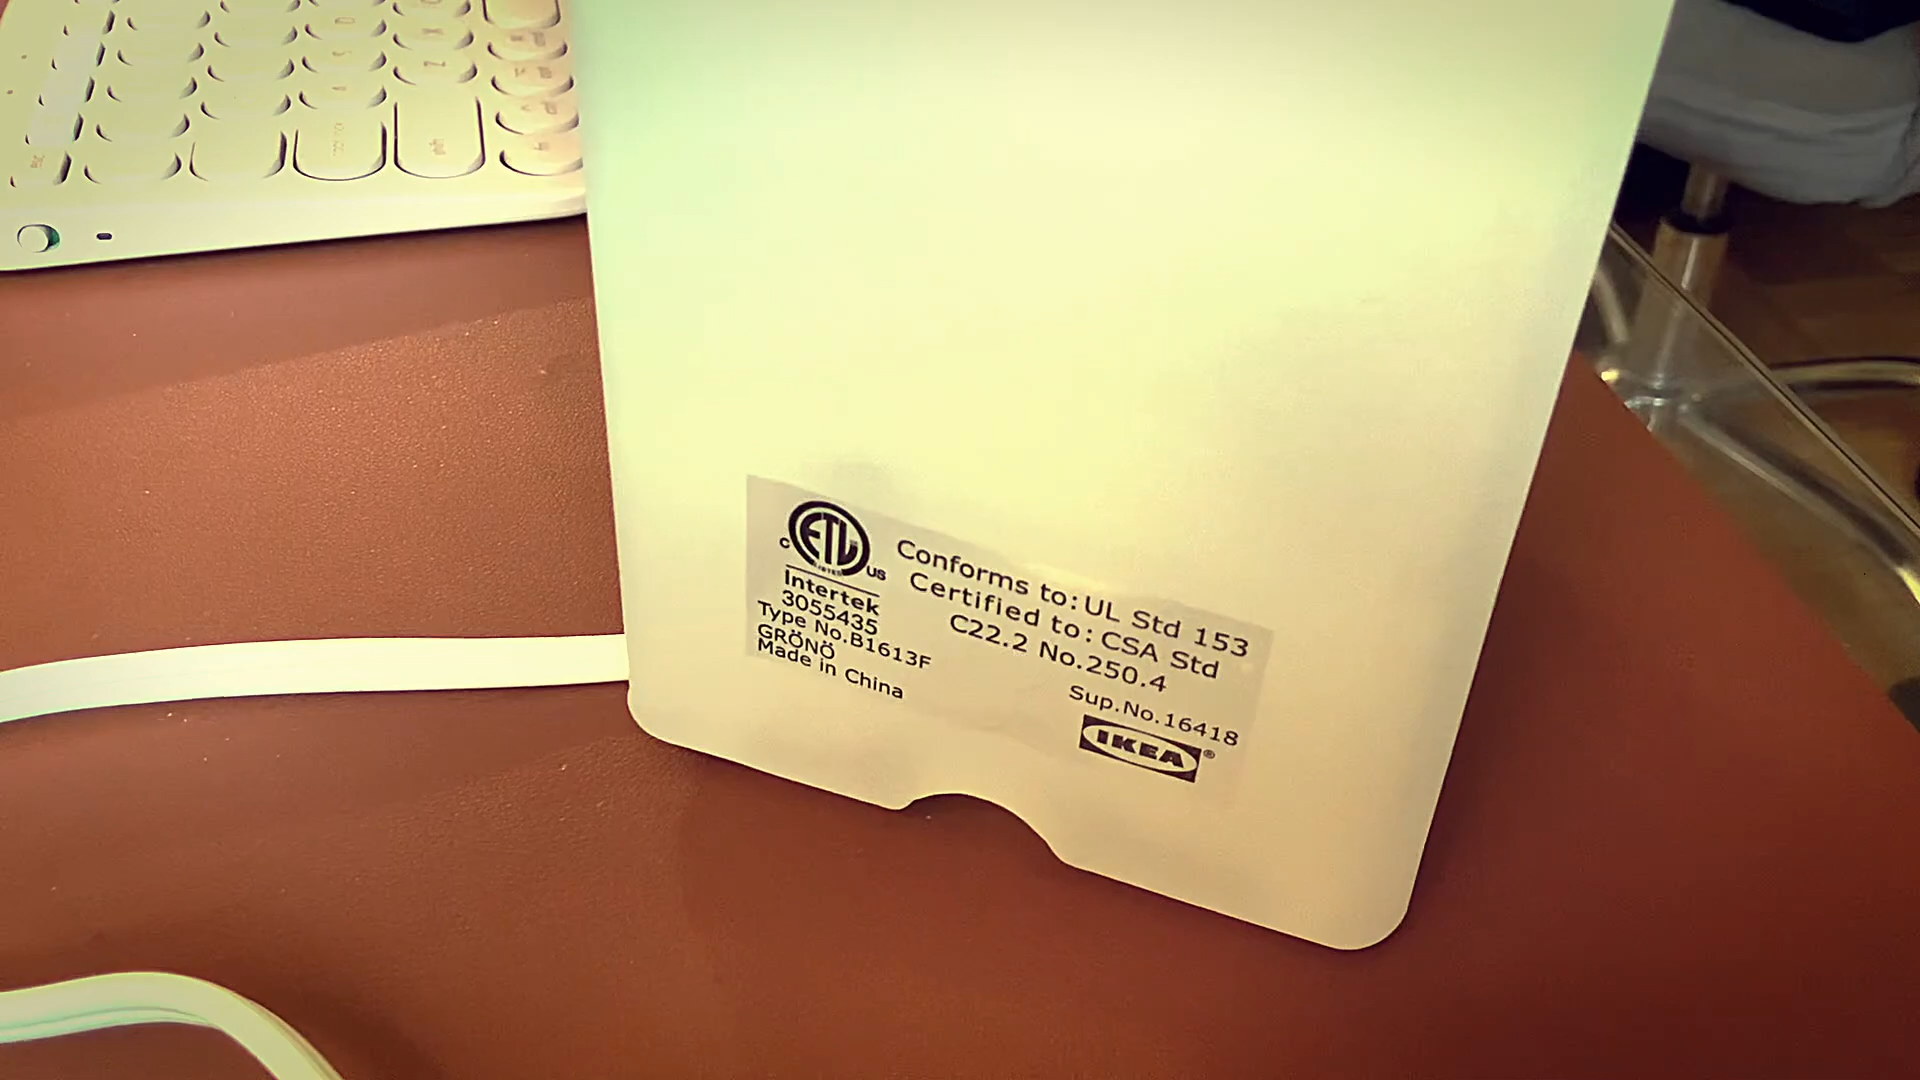 ETL
LISTED
C
US
Intertek
3055435
Type No.B1613F
GRÖNÖ
Made in China
Conforms to:UL Std 153
Certified to:CSA Std
C22.2 No.250.4
Sup.No.16418
IKEA®